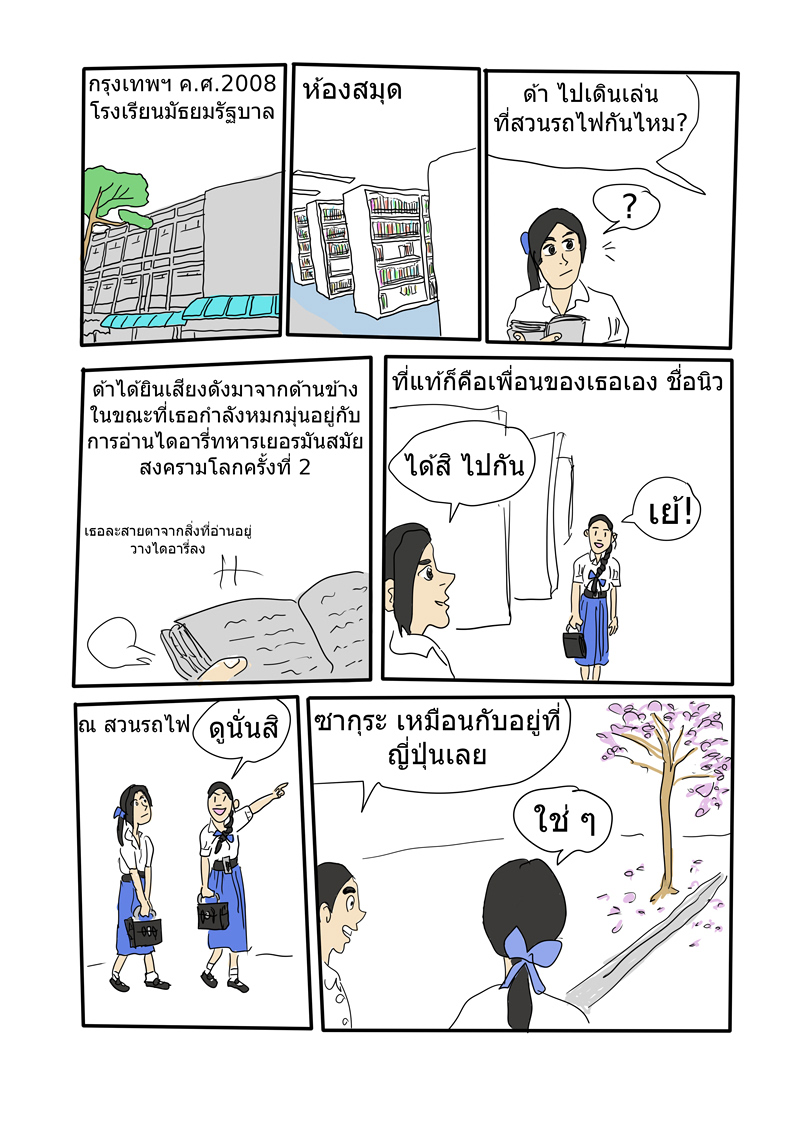 กรุงเทพฯ ค.ศ.2008
โรงเรียนมัธยมรัฐบาล
ห้องสมุด
ด้า ไปเดินเล่น
ที่สวนรถไฟกันไหม?
?
ด้าได้ยินเสียงดังมาจากด้านข้าง
ในขณะที่เธอกำลังหมกมุ่นอยู่กับ
การอ่านไดอารี่ทหารเยอรมันสมัย
สงครามโลกครั้งที่ 2
เธอละสายตาจากสิ่งที่อ่านอยู่
วางไดอารี่ลง
ที่แท้ก็คือเพื่อนของเธอเอง ชื่อนิว
ได้สิ ไปกัน
เย้!
ณ สวนรถไฟ
ดูนั่นสิ
ซากุระ เหมือนกับอยู่ที่
ญี่ปุ่นเลย
ใช่ ๆ